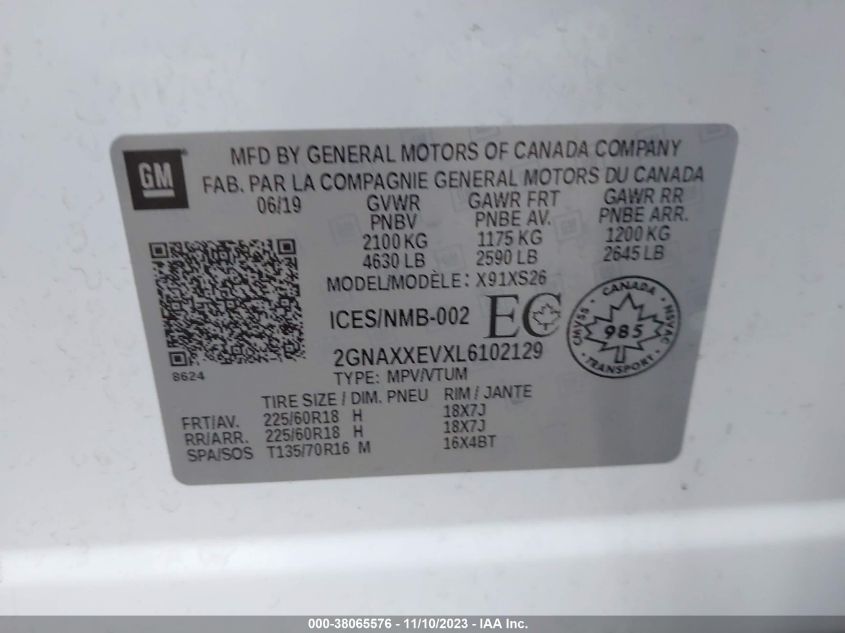 GM
MFD BY GENERAL MOTORS OF CANADA COMPANY
FAB. PAR LA COMPAGNIE GENERAL MOTORS DU CANADA
06/19 GVWR GAWR FRT GAWR RR
PNBV PNBE AV. PNBE ARR.
2100 KG 1175 KG 1200 KG
4630 LB 2590 LB 2645 LB
MODEL/MODÈLE: X91XS26
ICES/NMB-002 EC
CANADA
CMVSS 985 NSVAC
TRANSPORT
2GNAXXEVXL6102129
8624 TYPE: MPV/VTUM
TIRE SIZE / DIM. PNEU RIM / JANTE
FRT/AV. 225/60R18 H 18X7J
RR/ARR. 225/60R18 H 18X7J
SPA/SOS T135/70R16 M 16X4BT
000-38065576 - 11/10/2023 - IAA Inc.